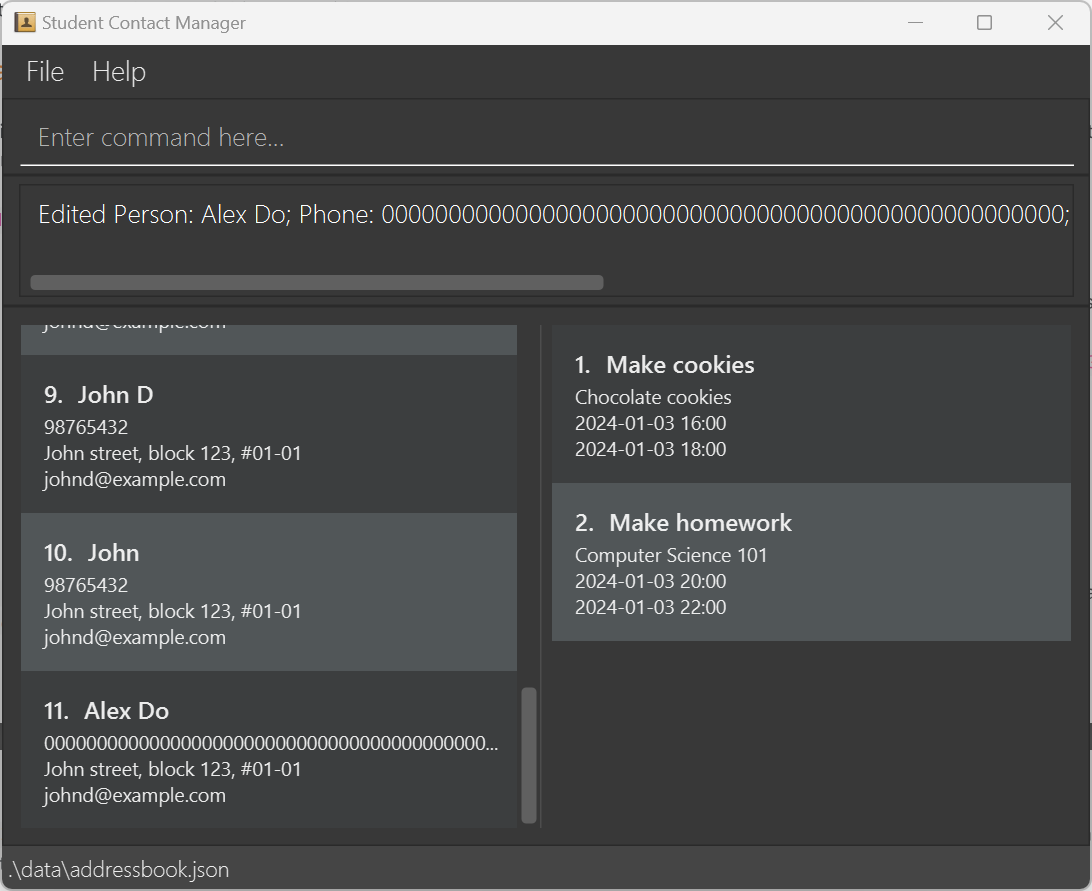 Student Contact Manager
File Help
Enter command here...
Edited Person: Alex Do; Phone: 000000000000000000000000000000000000000000000000000;
johnd@example.com
9. John D
98765432
John street, block 123, #01-01
johnd@example.com
10. John
98765432
John street, block 123, #01-01
johnd@example.com
11. Alex Do
0000000000000000000000000000000000000000000...
John street, block 123, #01-01
johnd@example.com
1. Make cookies
Chocolate cookies
2024-01-03 16:00
2024-01-03 18:00
2. Make homework
Computer Science 101
2024-01-03 20:00
2024-01-03 22:00
.\data\addressbook.json